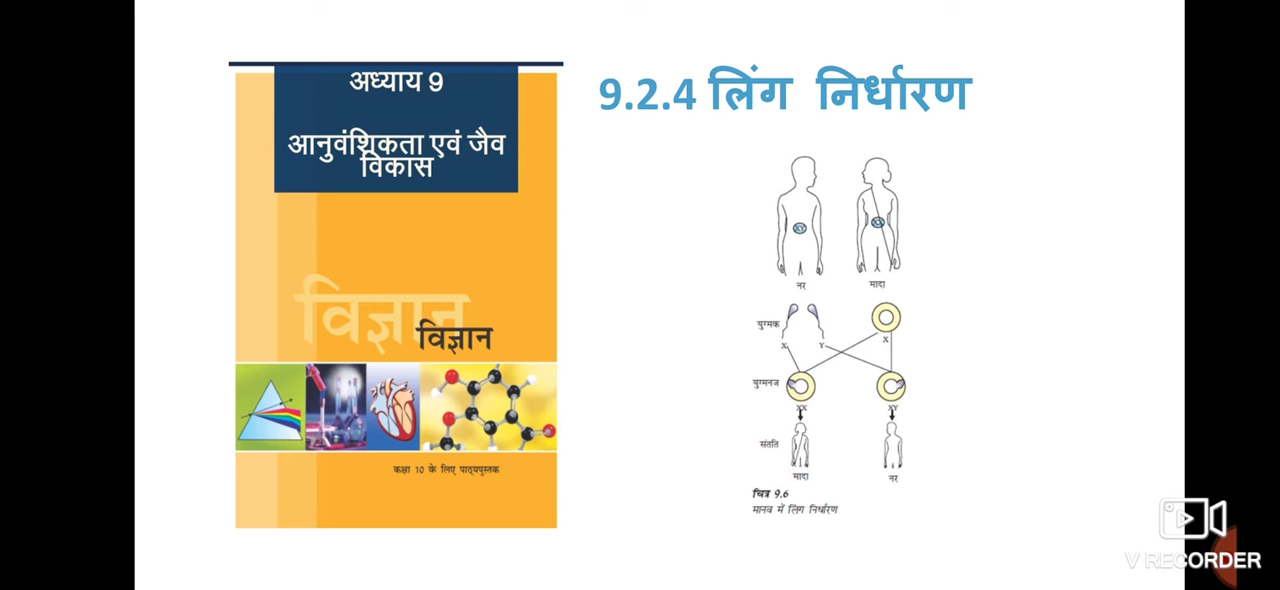 अध्याय 9
आनुवंशिकता एवं जैव
विकास
विज्ञान
विज्ञान
कक्षा 10 के लिए पाठ्यपुस्तक
9.2.4 लिंग निर्धारण
XY
नर
मादा
युग्मक
X
Y
X
युग्मनज
XX
XY
संतति
मादा
नर
चित्र 9.6
मानव में लिंग निर्धारण
V RECORDER